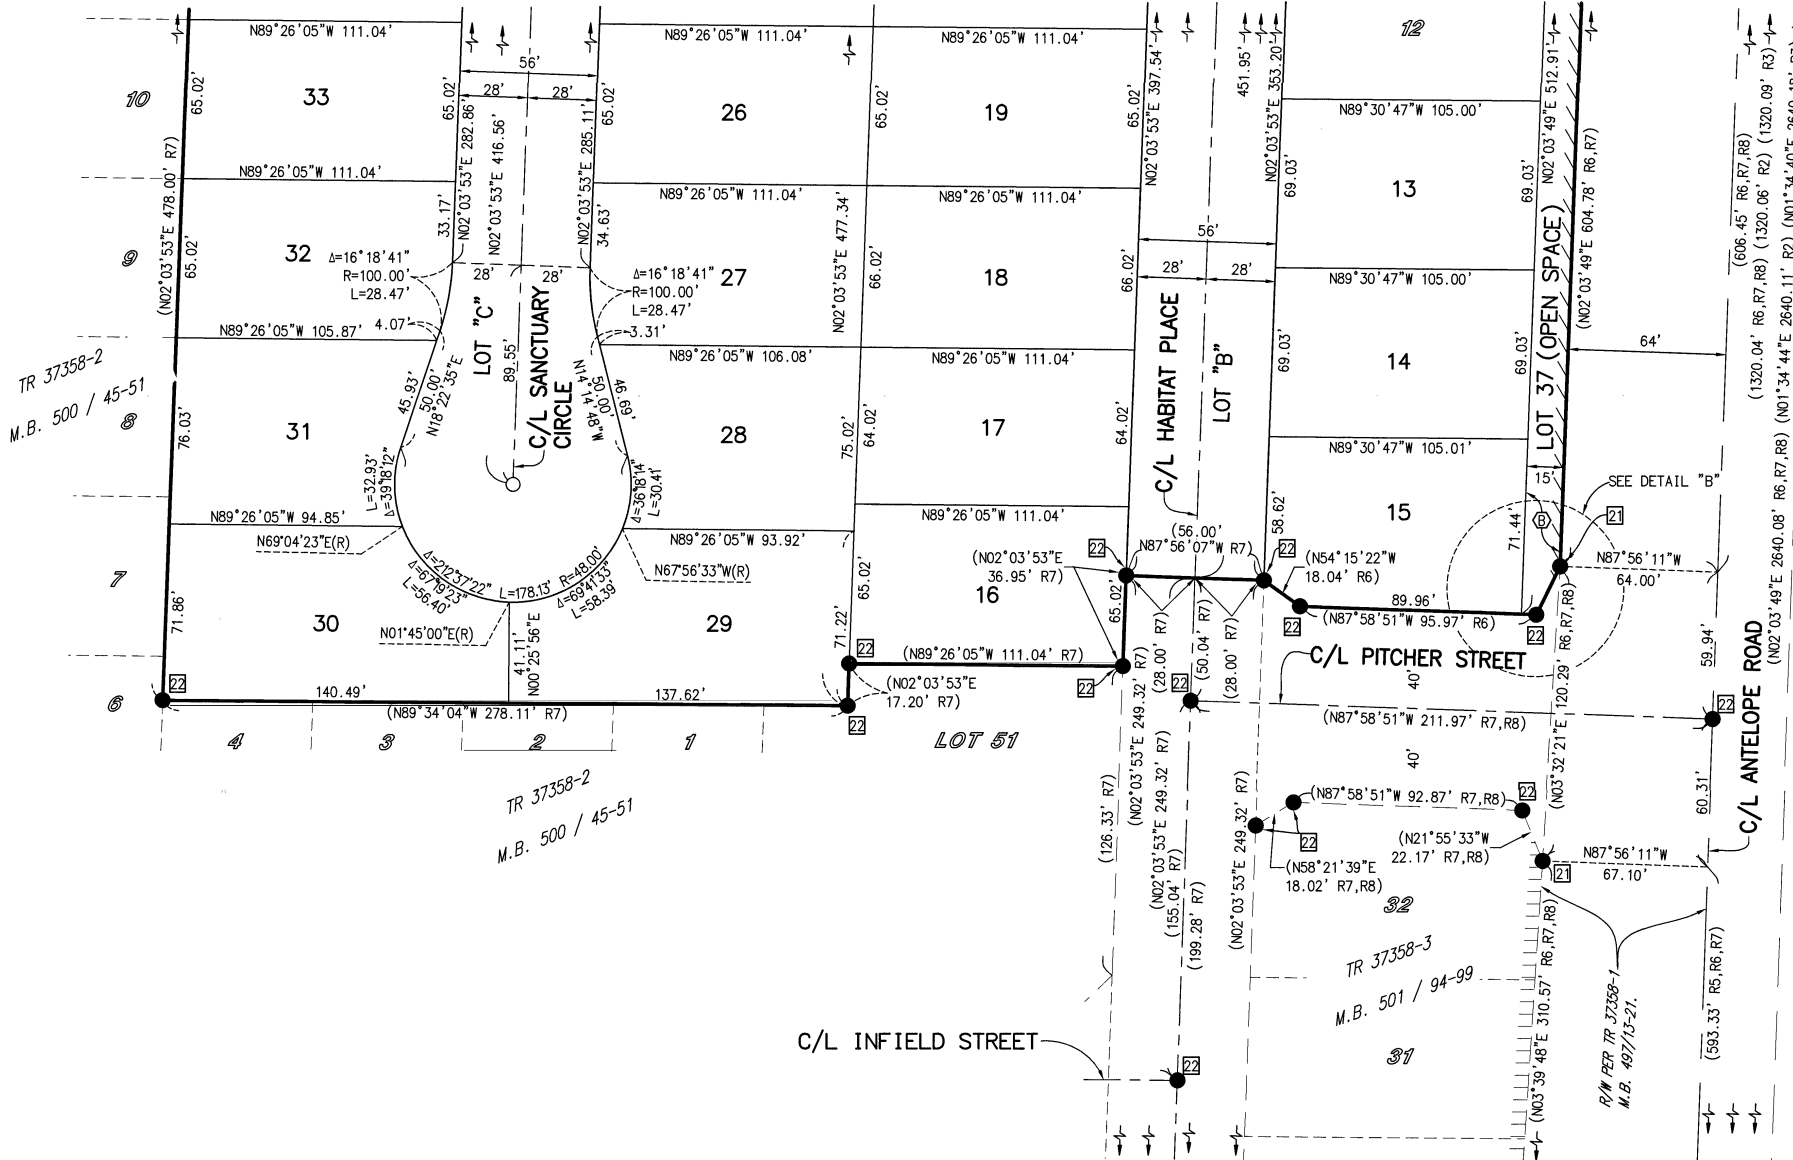 N89°26'05"W 111.04'
N89°26'05"W 111.04'
N89°26'05"W 111.04'
56'
28'
28'
12
10
33
26
19
65.02'
65.02'
65.02'
65.02'
65.02'
N02°03'53"E 282.86'
N02°03'53"E 416.56'
N02°03'53"E 285.11'
N02°03'53"E 397.54'
451.95'
N02°03'53"E 353.20'
N89°30'47"W 105.00'
N02°03'49"E 512.91'
(N02°03'49"E 604.78' R6,R7)
(606.45' R6,R7,R8)
(1320.04' R6,R7,R8) (1320.06' R2) (1320.09' R3)
(N02°03'49"E 2640.08' R6,R7,R8) (N01°34'44"E 2640.11' R2)
(N02°03'53"E 478.00' R7)
N89°26'05"W 111.04'
N89°26'05"W 111.04'
N89°26'05"W 111.04'
69.03'
13
69.03'
9
65.02'
32
33.17'
34.63'
Δ=16°18'41"
R=100.00'
L=28.47'
28'
28'
Δ=16°18'41"
R=100.00'
L=28.47'
27
N02°03'53"E 477.34'
66.02'
18
66.02'
56'
28'
28'
N89°30'47"W 105.00'
LOT 37 (OPEN SPACE)
N89°26'05"W 105.87'
4.07'
3.31'
N89°26'05"W 106.08'
N89°26'05"W 111.04'
LOT "C"
89.55'
C/L SANCTUARY
CIRCLE
C/L HABITAT PLACE
LOT "B"
69.03'
14
69.03'
64'
TR 37358-2
M.B. 500 / 45-51
8
76.03'
31
45.93'
50.00'
N18°22'35"E
46.69'
50.00'
N14°14'48"W
28
75.02'
64.02'
17
64.02'
N89°30'47"W 105.01'
15'
SEE DETAIL "B"
L=32.93'
Δ=39°18'12"
Δ=36°18'14"
L=30.41'
N89°26'05"W 94.85'
N69°04'23"E(R)
N89°26'05"W 93.92'
N67°56'33"W(R)
N89°26'05"W 111.04'
58.62'
15
71.44'
B
21
(56.00'
N87°56'07"W R7)
22
22
(N02°03'53"E
36.95' R7)
(N54°15'22"W
18.04' R6)
N87°56'11"W
64.00'
7
71.86'
30
Δ=212°37'22"
L=178.13'
R=48.00'
Δ=67°19'23"
L=56.40'
Δ=69°41'33"
L=58.39'
N01°45'00"E(R)
41.11'
N00°25'56"E
29
65.02'
71.22'
16
65.02'
89.96'
(N87°58'51"W 95.97' R6)
22
22
22
(N89°26'05"W 111.04' R7)
22
(28.00' R7)
(50.04' R7)
(28.00' R7)
C/L PITCHER STREET
40'
59.94'
C/L ANTELOPE ROAD
6
22
140.49'
(N89°34'04"W 278.11' R7)
137.62'
(N02°03'53"E
17.20' R7)
22
22
(N87°58'51"W 211.97' R7,R8)
22
4
3
2
1
LOT 51
40'
(N03°32'21"E 120.29' R6,R7,R8)
60.31'
TR 37358-2
M.B. 500 / 45-51
(126.33' R7)
(N02°03'53"E 249.32' R7)
(N02°03'53"E 249.32' R7)
(155.04' R7)
(199.28' R7)
(N02°03'53"E 249.32' R7)
(N87°58'51"W 92.87' R7,R8)
22
22
(N21°55'33"W
22.17' R7,R8)
(N58°21'39"E
18.02' R7,R8)
N87°56'11"W
67.10'
21
32
TR 37358-3
M.B. 501 / 94-99
31
(N03°39'48"E 310.57' R6,R7,R8)
R/W PER TR 37358-1
M.B. 497/13-21.
(593.33' R5,R6,R7)
C/L INFIELD STREET
22